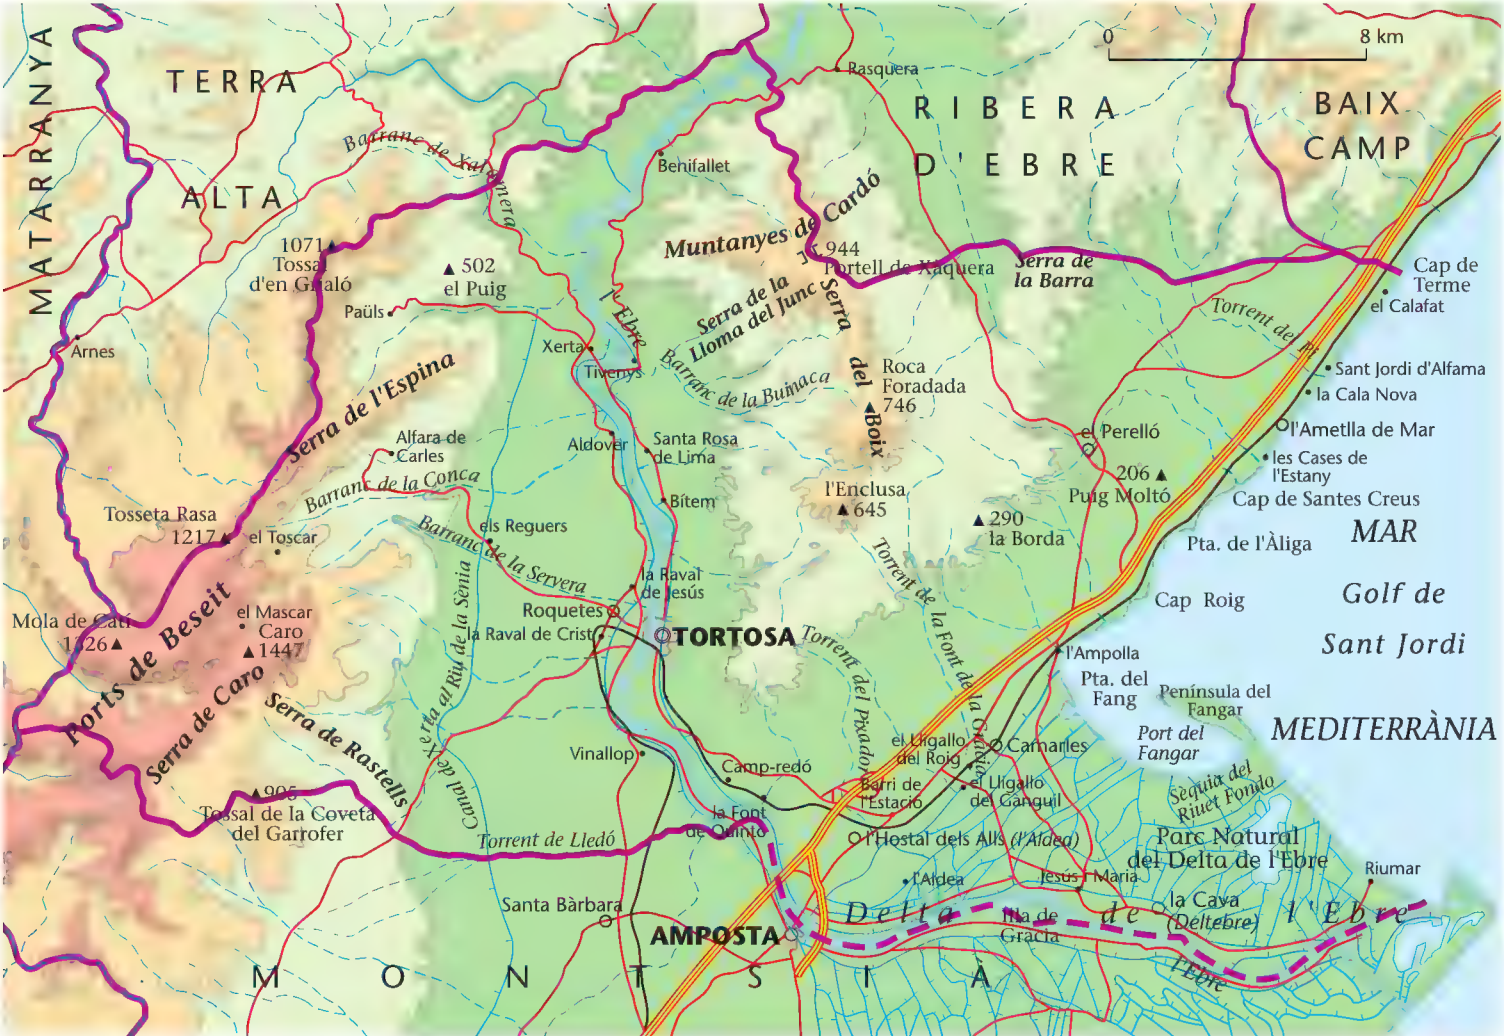 0
8 km
MATARRANYA
TERRA
ALTA
RIBERA
D'EBRE
BAIX
CAMP
Rasquera
Barranc de Xalamera
Benifallet
Muntanyes de Cardó
944
Portell de Xàquera
Serra de
la Barra
Cap de
Terme
el Calafat
1071
Tossal
d'en Grialó
502
el Puig
Paüls
Arnes
Xerta
l'Ebre
Tivenys
Serra de la
Lloma del Junc
Serra del Boix
Barranc de la Buinaca
Roca
Foradada
746
Torrent del Pi
Sant Jordi d'Alfama
la Cala Nova
l'Ametlla de Mar
les Cases de
l'Estany
Cap de Santes Creus
Serra de l'Espina
Alfara de
Carles
Aldover
Santa Rosa
de Lima
el Perelló
206
Puig Moltó
Barranc de la Conca
Bítem
l'Enclusa
645
290
la Borda
Tosseta Rasa
1217
el Toscar
els Reguers
Barranc de la Servera
Pta. de l'Àliga
MAR
Golf de
Sant Jordi
MEDITERRÀNIA
la Raval
de Jesús
Roquetes
la Raval de Crist
TORTOSA
Torrent de la Font de la Gràcia
Torrent del Pixador
Cap Roig
l'Ampolla
Pta. del
Fang
Península del
Fangar
Port del
Fangar
Mola de Catí
1326
el Mascar
Caro
1447
Ports de Beseit
Serra de Caro
Serra de Rastells
Canal de Xerta al Riu de la Sènia
905
Tossal de la Coveta
del Garrofer
Vinallop
Camp-redó
la Font
de Quinto
el Lligallo
del Roig
Camarles
Barri de
l'Estació
el Lligallo
del Gànguil
Sèquia del
Riuet Fondo
Torrent de Lledó
l'Hostal dels Alls (l'Aldea)
Parc Natural
del Delta de l'Ebre
l'Aldea
Jesús i Maria
Riumar
la Cava
(Deltebre)
Santa Bàrbara
AMPOSTA
Delta de l'Ebre
Illa de
Gràcia
l'Ebre
MONTSIÀ